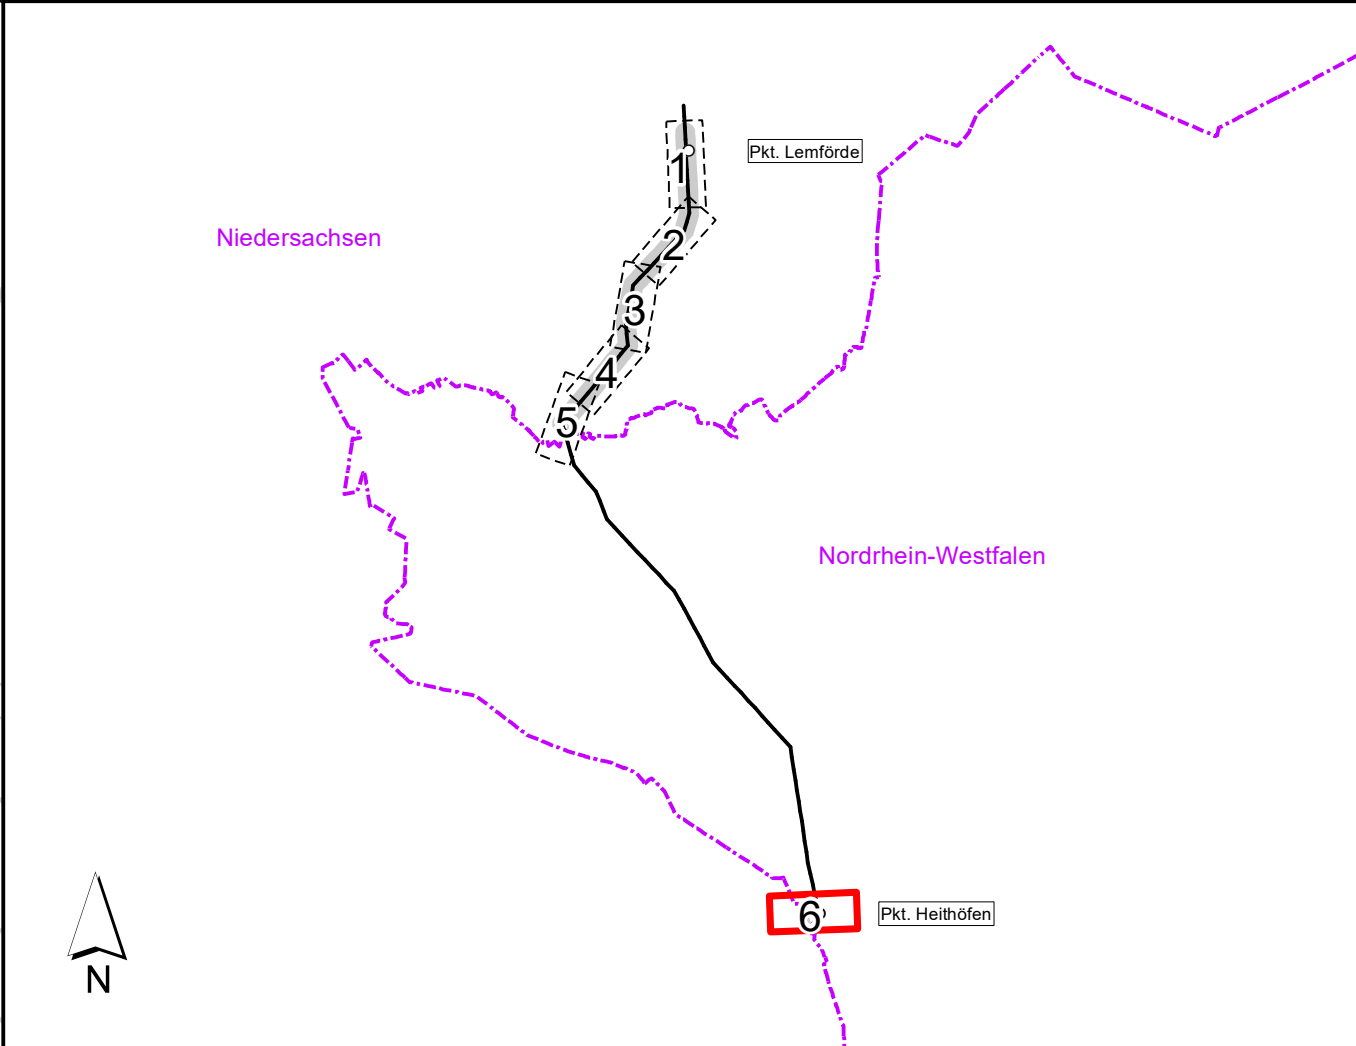 Pkt. Lemförde
1
Niedersachsen
2
3
4
5
Nordrhein-Westfalen
6
Pkt. Heithöfen
N